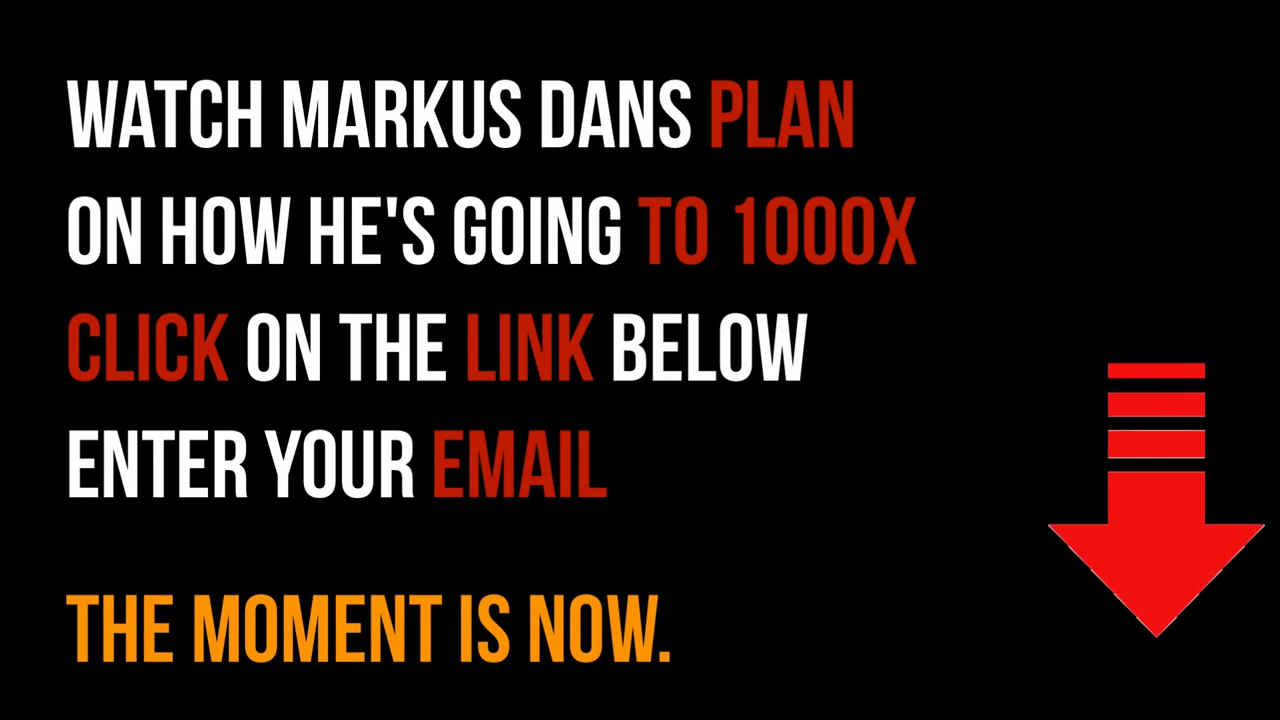 WATCH MARKUS DANS PLAN
ON HOW HE'S GOING TO 1000X
CLICK ON THE LINK BELOW
ENTER YOUR EMAIL
THE MOMENT IS NOW.